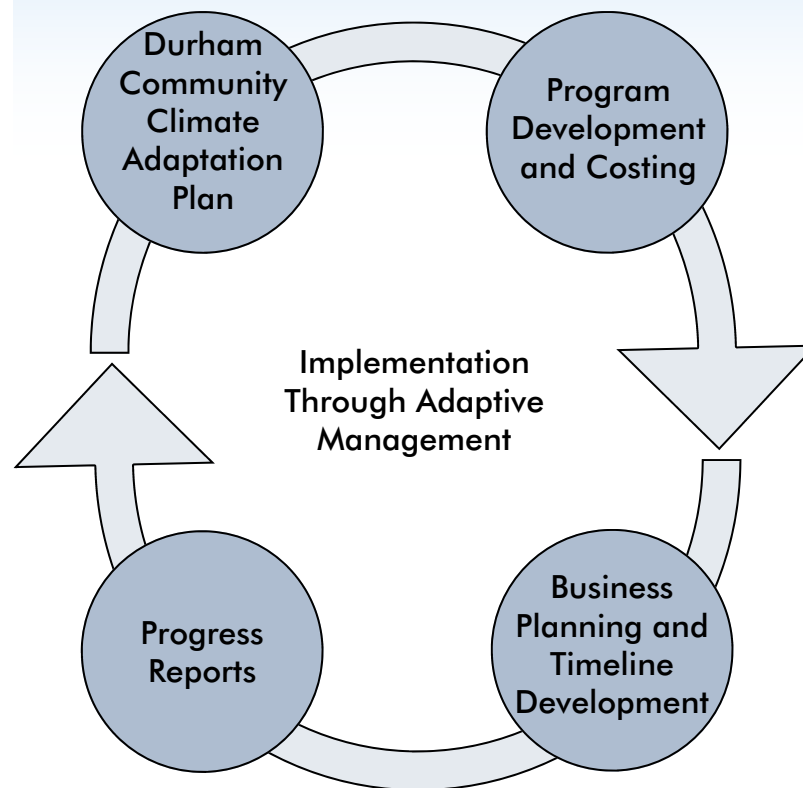 Durham
Community
Climate
Adaptation
Plan
Program
Development
and Costing
Implementation
Through Adaptive
Management
Business
Planning and
Timeline
Development
Progress
Reports